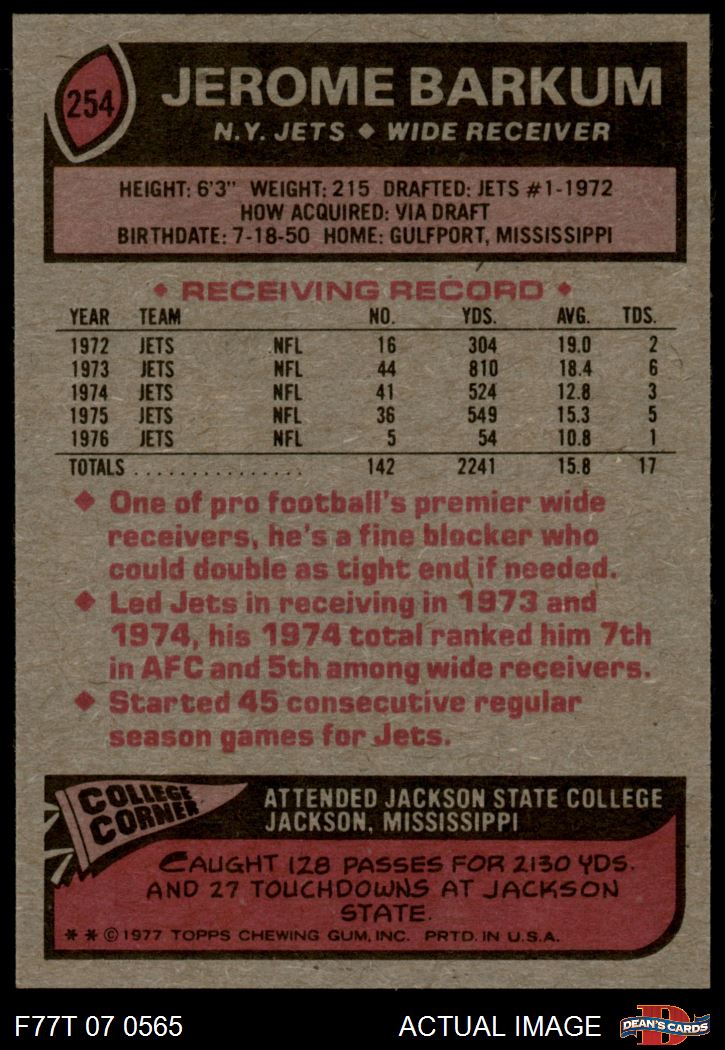 254
JEROME BARKUM
N.Y. JETS ◆ WIDE RECEIVER
HEIGHT: 6'3" WEIGHT: 215 DRAFTED: JETS #1-1972
HOW ACQUIRED: VIA DRAFT
BIRTHDATE: 7-18-50 HOME: GULFPORT, MISSISSIPPI
◆ RECEIVING RECORD ◆
YEAR TEAM NO. YDS. AVG. TDS.
1972 JETS NFL 16 304 19.0 2
1973 JETS NFL 44 810 18.4 6
1974 JETS NFL 41 524 12.8 3
1975 JETS NFL 36 549 15.3 5
1976 JETS NFL 5 54 10.8 1
TOTALS ................ 142 2241 15.8 17
◆ One of pro football's premier wide
receivers, he's a fine blocker who
could double as tight end if needed.
◆ Led Jets in receiving in 1973 and
1974, his 1974 total ranked him 7th
in AFC and 5th among wide receivers.
◆ Started 45 consecutive regular
season games for Jets.
COLLEGE
CORNER
ATTENDED JACKSON STATE COLLEGE
JACKSON, MISSISSIPPI
CAUGHT 128 PASSES FOR 2130 YDS.
AND 27 TOUCHDOWNS AT JACKSON
STATE.
* * © 1977 TOPPS CHEWING GUM, INC. PRTD. IN U.S.A.
F77T 07 0565 ACTUAL IMAGE
D
DEAN'S CARDS